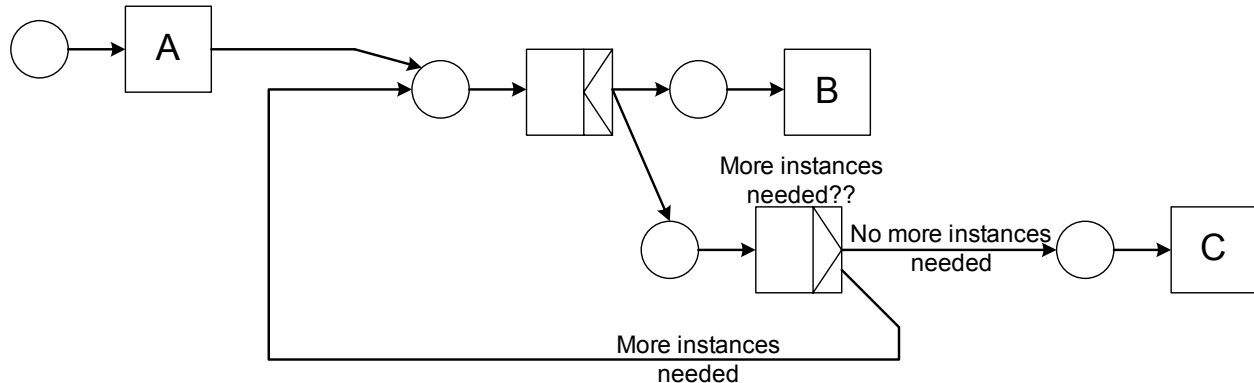 A
B
More instances
needed??
No more instances
needed
C
More instances
needed